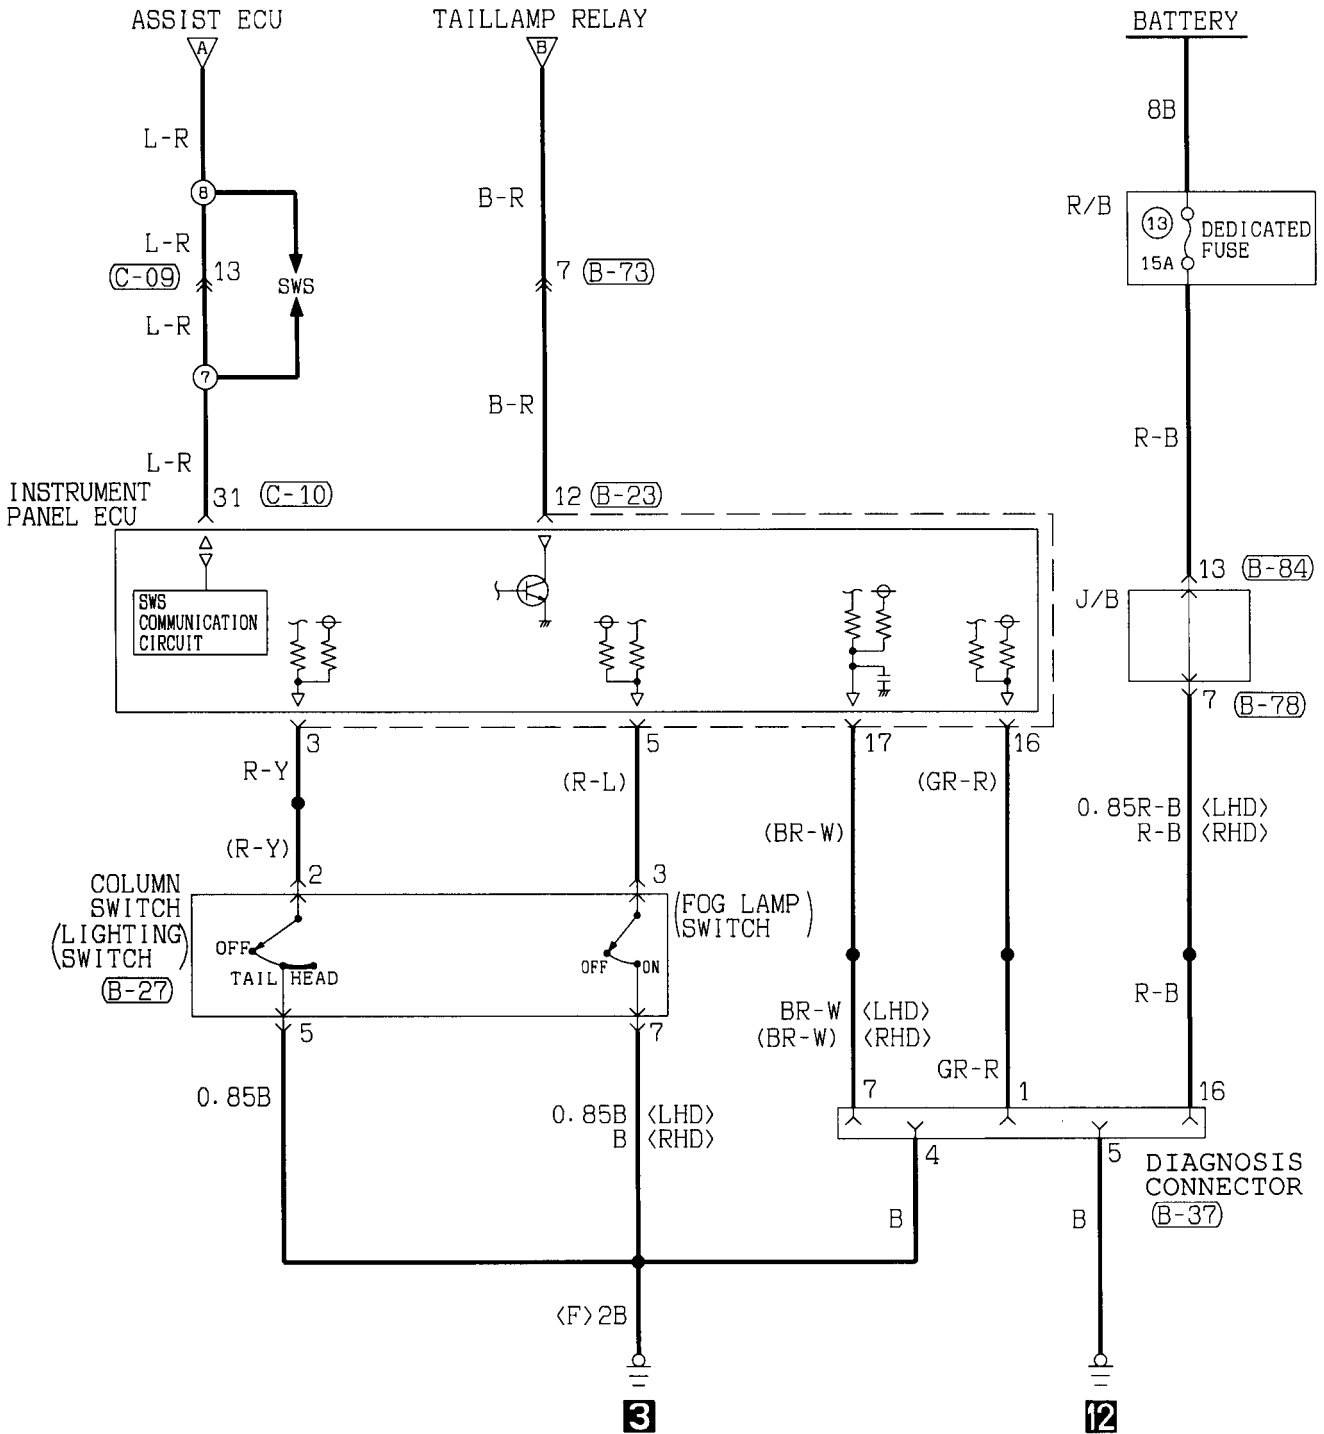 ASSIST ECU
TAILLAMP RELAY
BATTERY
A
B
8B
L-R
8
B-R
R/B
13
DEDICATED
FUSE
15A
L-R
C-09
13
SWS
7
B-73
L-R
7
B-R
R-B
L-R
INSTRUMENT
PANEL ECU
31
C-10
12
B-23
13
B-84
J/B
SWS
COMMUNICATION
CIRCUIT
7
B-78
3
5
17
16
R-Y
(R-L)
(GR-R)
0.85R-B <LHD>
R-B <RHD>
(BR-W)
(R-Y)
2
3
COLUMN
SWITCH
(LIGHTING
SWITCH)
B-27
OFF
TAIL HEAD
(FOG LAMP
SWITCH)
OFF
ON
R-B
BR-W <LHD>
(BR-W) <RHD>
5
7
GR-R
7
1
16
0.85B
0.85B <LHD>
B <RHD>
4
5
DIAGNOSIS
CONNECTOR
B-37
B
B
<F>2B
3
12